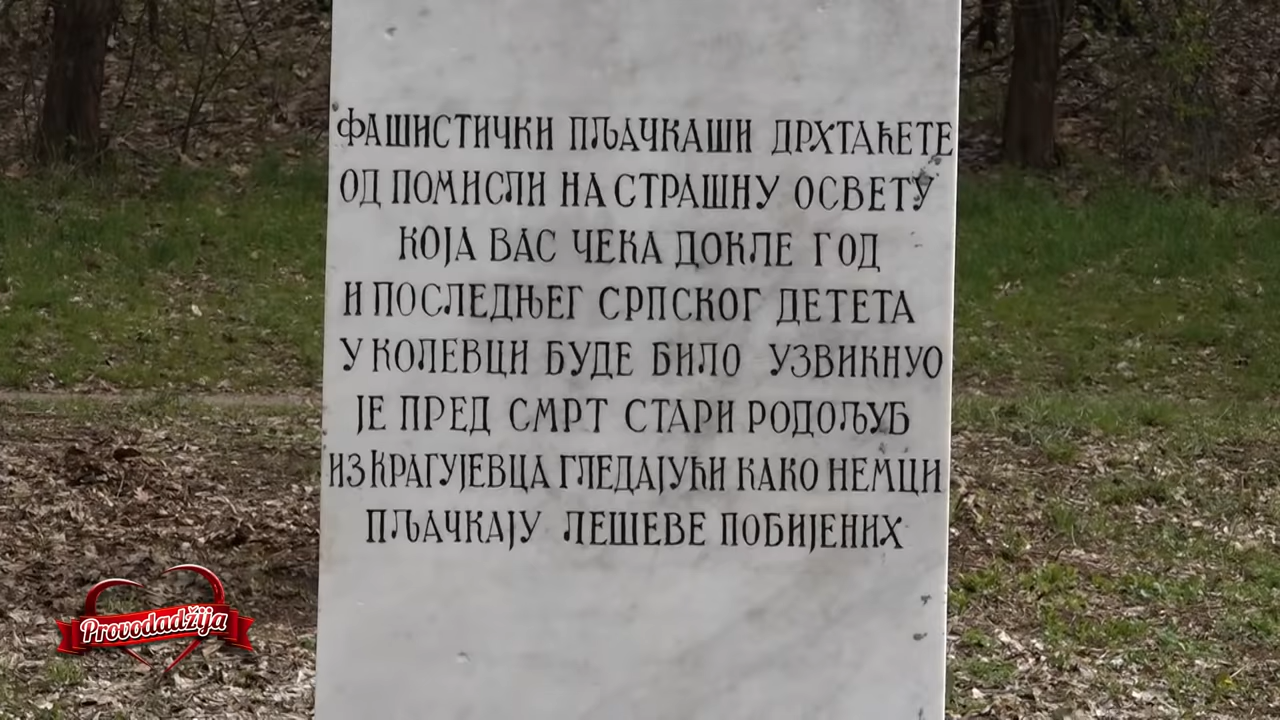 ФАШИСТИЧКИ ПЉАЧКАШИ ДРХТАЋЕТЕ
ОД ПОМИСЛИ НА СТРАШНУ ОСВЕТУ
КОЈА ВАС ЧЕКА ДОКЛЕ ГОД
И ПОСЛЕДЊЕГ СРПСКОГ ДЕТЕТА
У КОЛЕВЦИ БУДЕ БИЛО УЗВИКНУО
ЈЕ ПРЕД СМРТ СТАРИ РОДОЉУБ
ИЗ КРАГУЈЕВЦА ГЛЕДАЈУЋИ КАКО НЕМЦИ
ПЉАЧКАЈУ ЛЕШЕВЕ ПОБИЈЕНИХ
Provodadžija